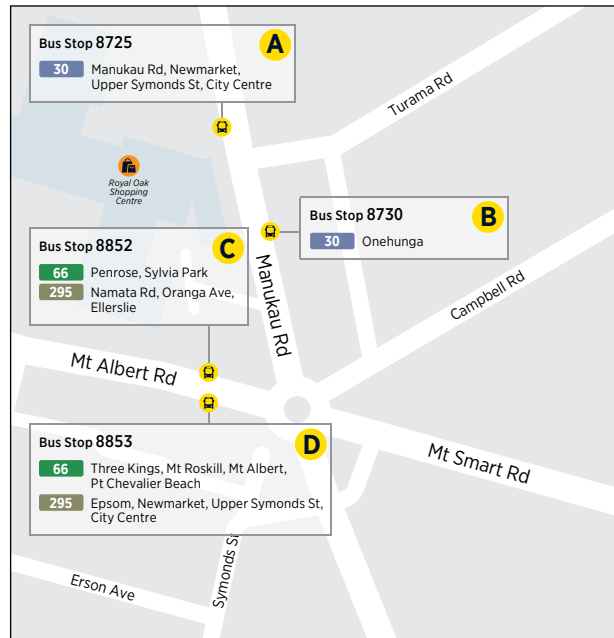 Bus Stop 8725
A
30 Manukau Rd, Newmarket,
Upper Symonds St, City Centre
Turama Rd
Royal Oak
Shopping
Centre
Bus Stop 8730
B
30 Onehunga
Bus Stop 8852
C
66 Penrose, Sylvia Park
295 Namata Rd, Oranga Ave,
Ellerslie
Manukau Rd
Campbell Rd
Mt Albert Rd
Bus Stop 8853
D
66 Three Kings, Mt Roskill, Mt Albert,
Pt Chevalier Beach
295 Epsom, Newmarket, Upper Symonds St,
City Centre
Mt Smart Rd
Symonds St
Erson Ave